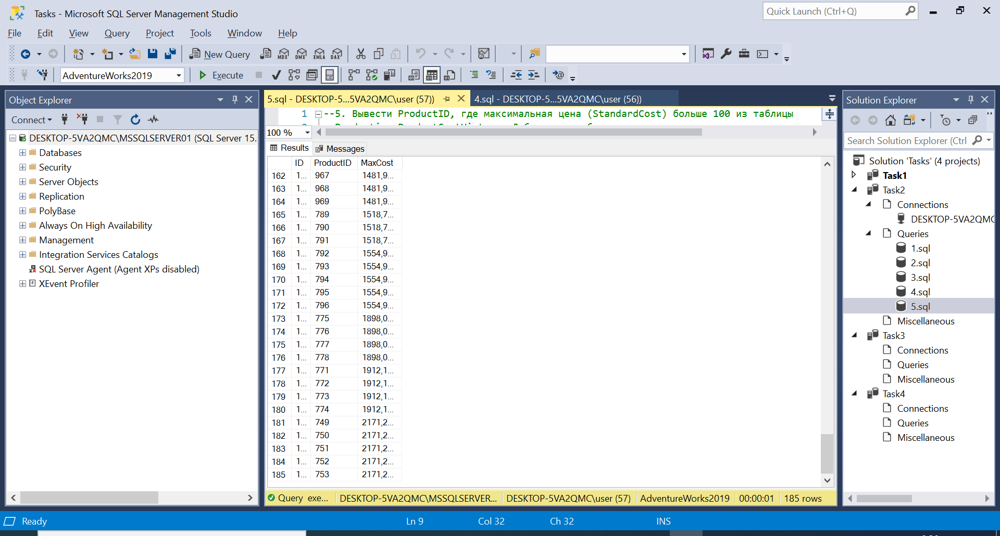 Tasks - Microsoft SQL Server Management Studio
Quick Launch (Ctrl+Q)
File Edit View Query Project Tools Window Help
New Query MDX DMX XMLA DAX
AdventureWorks2019 Execute
Object Explorer
Connect
DESKTOP-5VA2QMC\MSSQLSERVER01 (SQL Server 15.
Databases
Security
Server Objects
Replication
PolyBase
Always On High Availability
Management
Integration Services Catalogs
SQL Server Agent (Agent XPs disabled)
XEvent Profiler
5.sql - DESKTOP-5...5VA2QMC\user (57)) 4.sql - DESKTOP-5...5VA2QMC\user (56))
1 --5. Вывести ProductID, где максимальная цена (StandardCost) больше 100 из таблицы
100 %
Results Messages
ID ProductID MaxCost
162 1... 967 1481,9...
163 1... 968 1481,9...
164 1... 969 1481,9...
165 1... 789 1518,7...
166 1... 790 1518,7...
167 1... 791 1518,7...
168 1... 792 1554,9...
169 1... 793 1554,9...
170 1... 794 1554,9...
171 1... 795 1554,9...
172 1... 796 1554,9...
173 1... 775 1898,0...
174 1... 776 1898,0...
175 1... 777 1898,0...
176 1... 778 1898,0...
177 1... 771 1912,1...
178 1... 772 1912,1...
179 1... 773 1912,1...
180 1... 774 1912,1...
181 1... 749 2171,2...
182 1... 750 2171,2...
183 1... 751 2171,2...
184 1... 752 2171,2...
185 1... 753 2171,2...
Query exe... DESKTOP-5VA2QMC\MSSQLSERVER... DESKTOP-5VA2QMC\user (57) AdventureWorks2019 00:00:01 185 rows
Solution Explorer
Search Solution Explorer (Ctrl
Solution 'Tasks' (4 projects)
Task1
Task2
Connections
DESKTOP-5VA2QMC
Queries
1.sql
2.sql
3.sql
4.sql
5.sql
Miscellaneous
Task3
Connections
Queries
Miscellaneous
Task4
Connections
Queries
Miscellaneous
Ready Ln 9 Col 32 Ch 32 INS